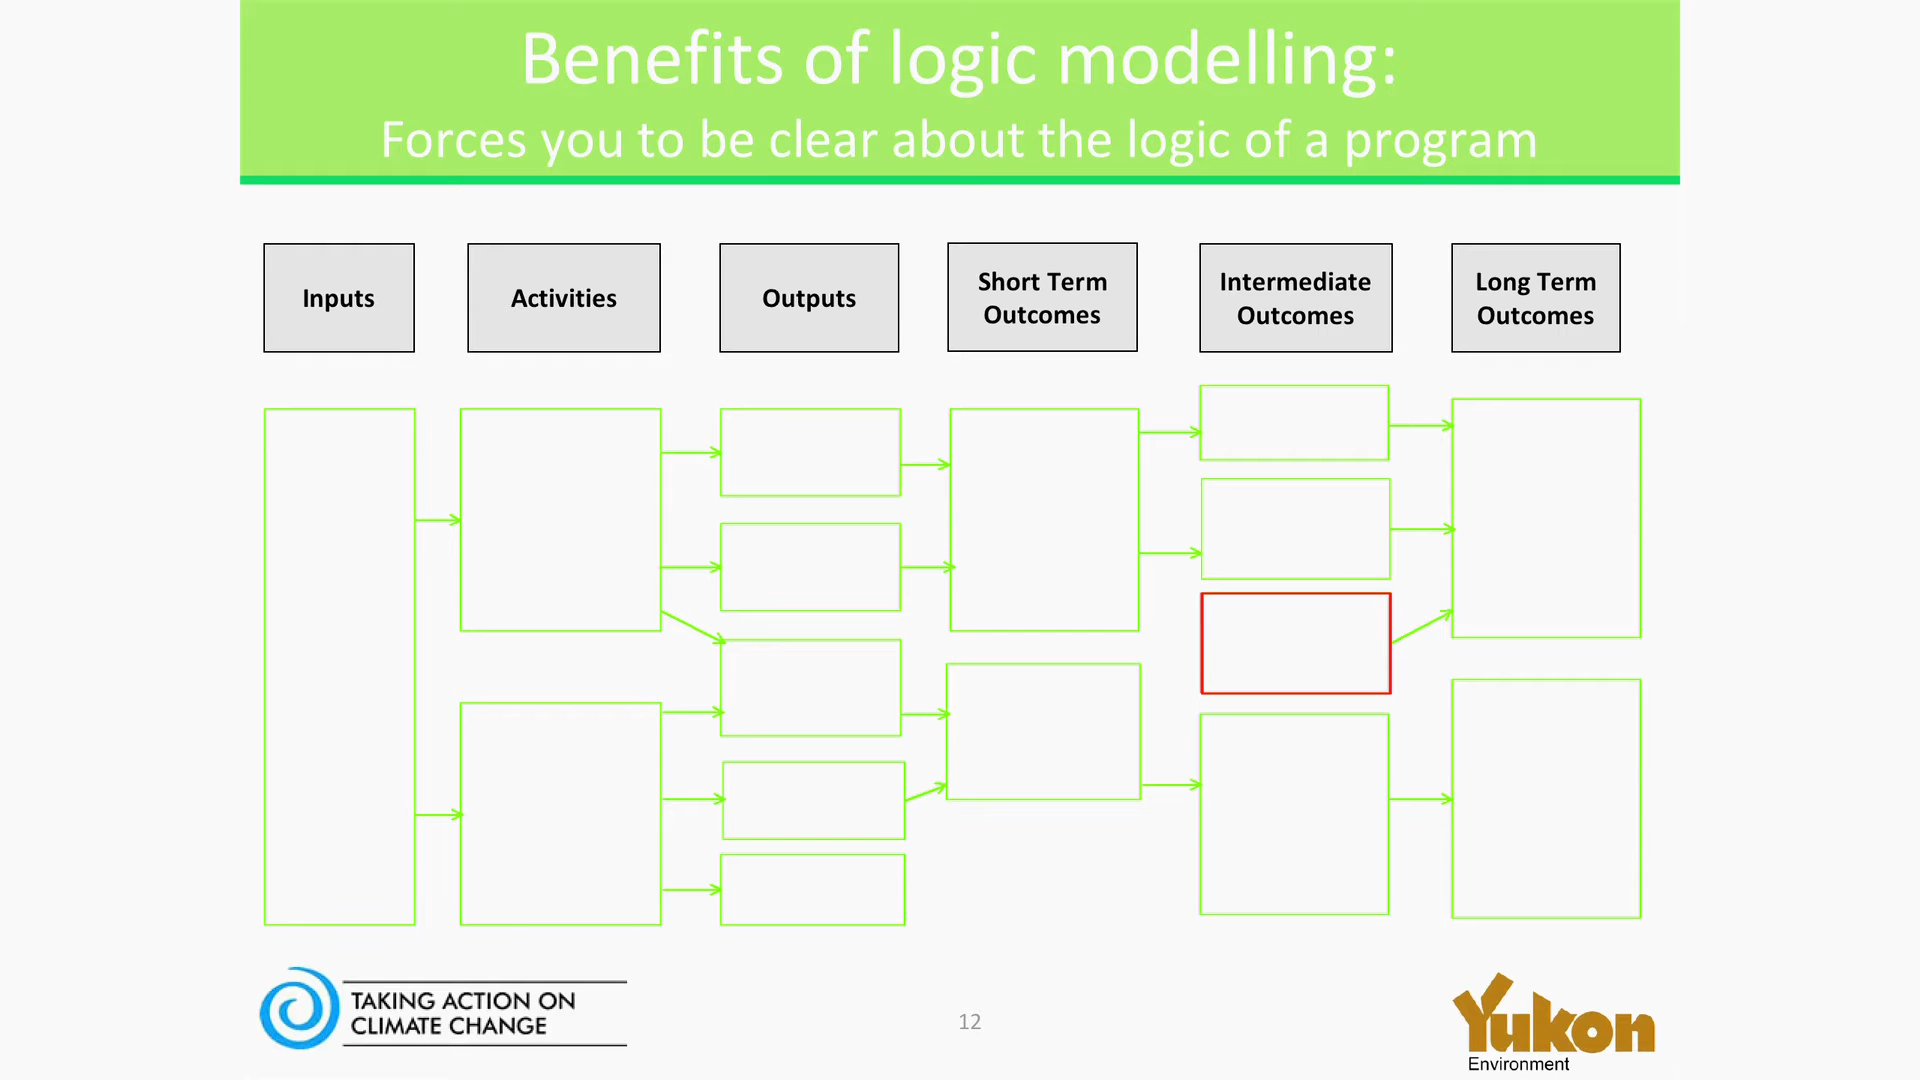 Benefits of logic modelling:
Forces you to be clear about the logic of a program
Inputs
Activities
Outputs
Short Term
Outcomes
Intermediate
Outcomes
Long Term
Outcomes
TAKING ACTION ON
CLIMATE CHANGE
12
Yukon
Environment